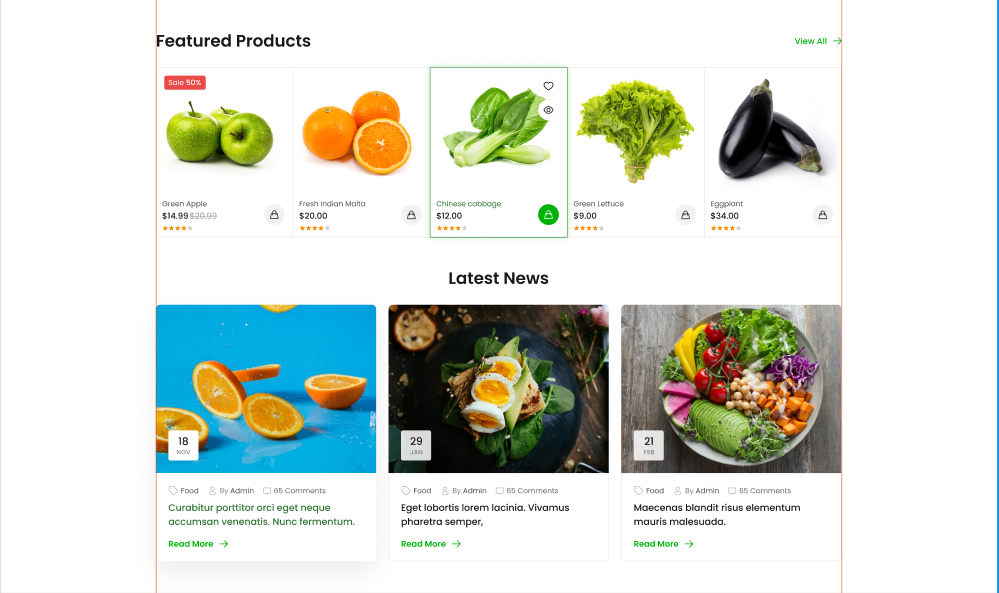 Featured Products
View All
Sale 50%
Green Apple
$14.99 $20.99
Fresh Indian Malta
$20.00
Chinese cabbage
$12.00
Green Lettuce
$9.00
Eggplant
$34.00
Latest News
18
NOV
Food By Admin 65 Comments
Curabitur porttitor orci eget neque
accumsan venenatis. Nunc fermentum.
Read More
29
JAN
Food By Admin 65 Comments
Eget lobortis lorem lacinia. Vivamus
pharetra semper,
Read More
21
FEB
Food By Admin 65 Comments
Maecenas blandit risus elementum
mauris malesuada.
Read More